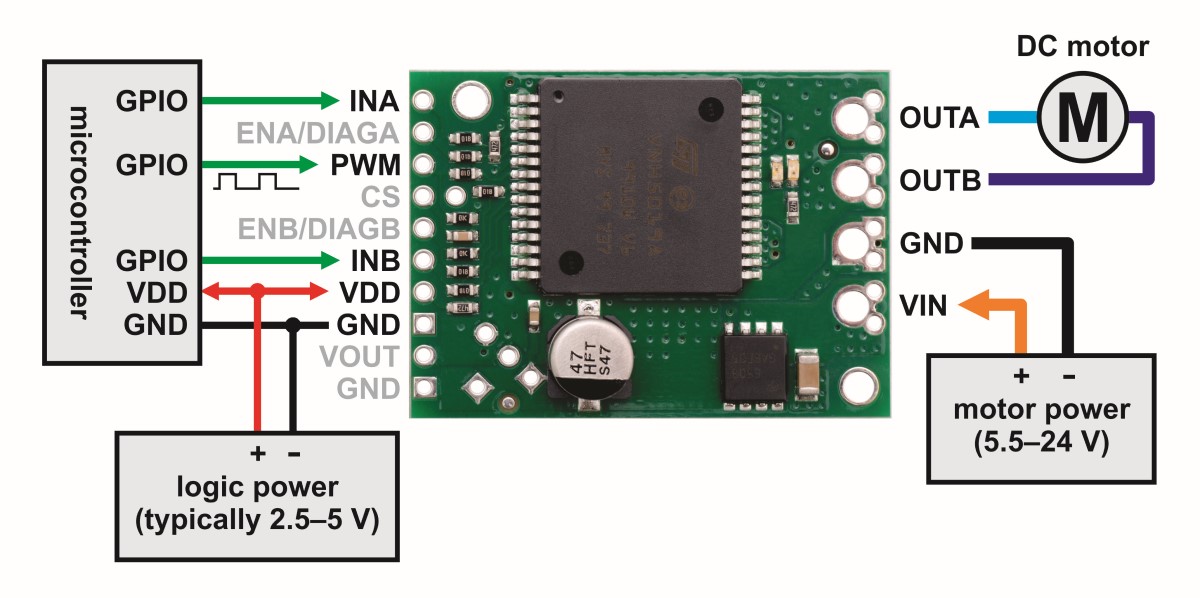 DC motor
microcontroller
GPIO
INA
ENA/DIAGA
GPIO
PWM
CS
ENB/DIAGB
GPIO
INB
VDD
VDD
GND
GND
VOUT
GND
47
HFT
S47
OUTA
M
OUTB
GND
VIN
+ -
motor power
(5.5–24 V)
+ -
logic power
(typically 2.5–5 V)